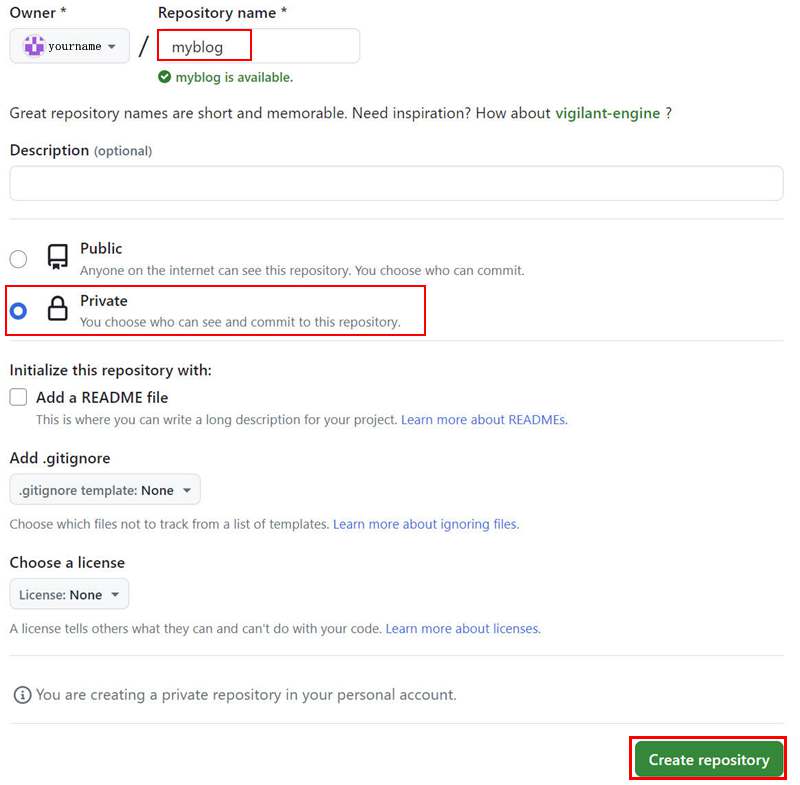 Owner * Repository name *
yourname / myblog
myblog is available.
Great repository names are short and memorable. Need inspiration? How about vigilant-engine ?
Description (optional)
Public
Anyone on the internet can see this repository. You choose who can commit.
Private
You choose who can see and commit to this repository.
Initialize this repository with:
Add a README file
This is where you can write a long description for your project. Learn more about READMEs.
Add .gitignore
.gitignore template: None
Choose which files not to track from a list of templates. Learn more about ignoring files.
Choose a license
License: None
A license tells others what they can and can't do with your code. Learn more about licenses.
You are creating a private repository in your personal account.
Create repository